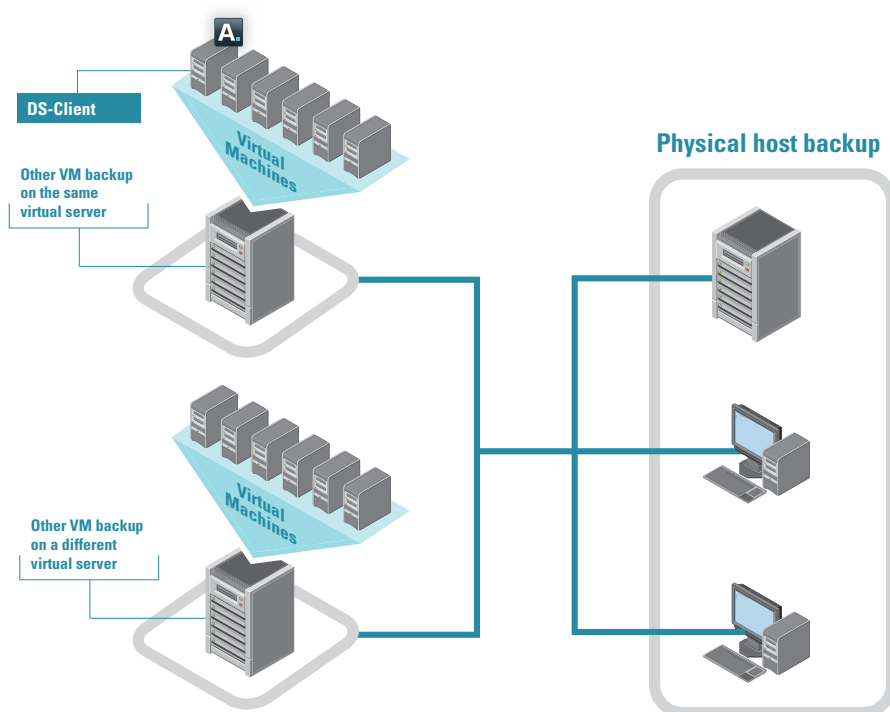 A.
DS-Client
Virtual
Machines
Other VM backup
on the same
virtual server
Physical host backup
Virtual
Machines
Other VM backup
on a different
virtual server